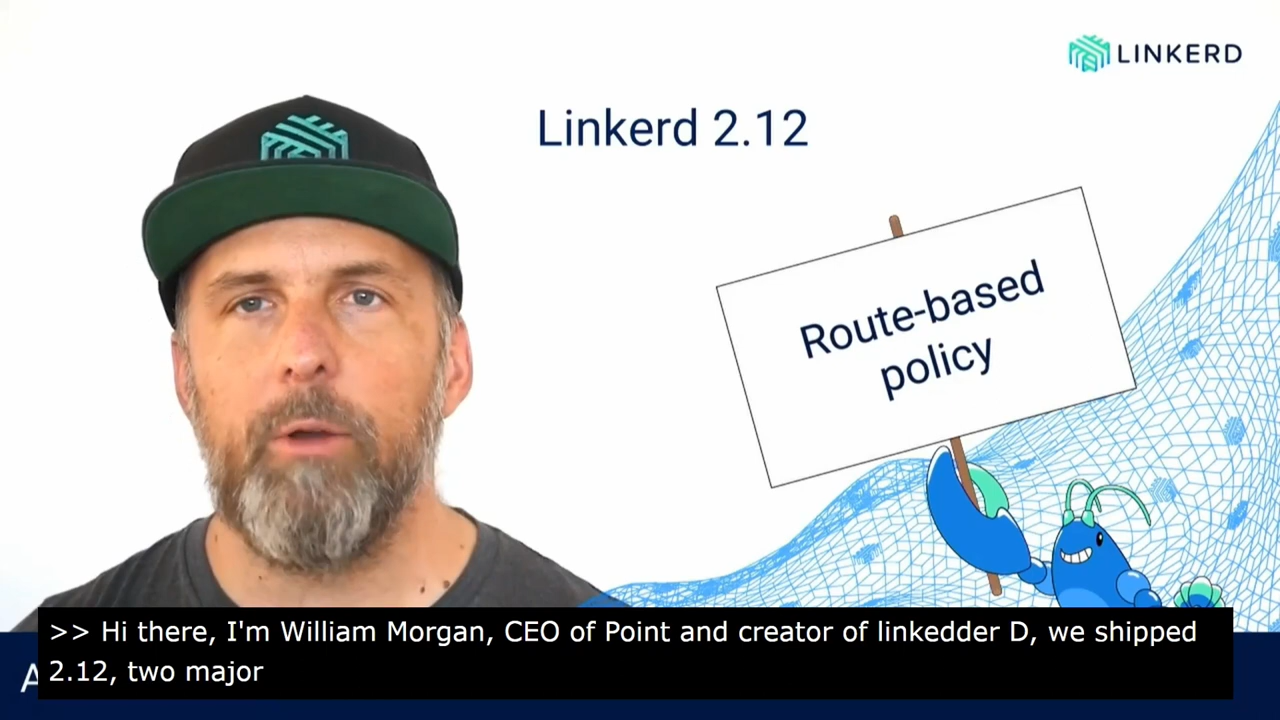 LINKERD
Linkerd 2.12
Route-based
policy
>> Hi there, I'm William Morgan, CEO of Point and creator of linkedder D, we shipped
2.12, two major
A